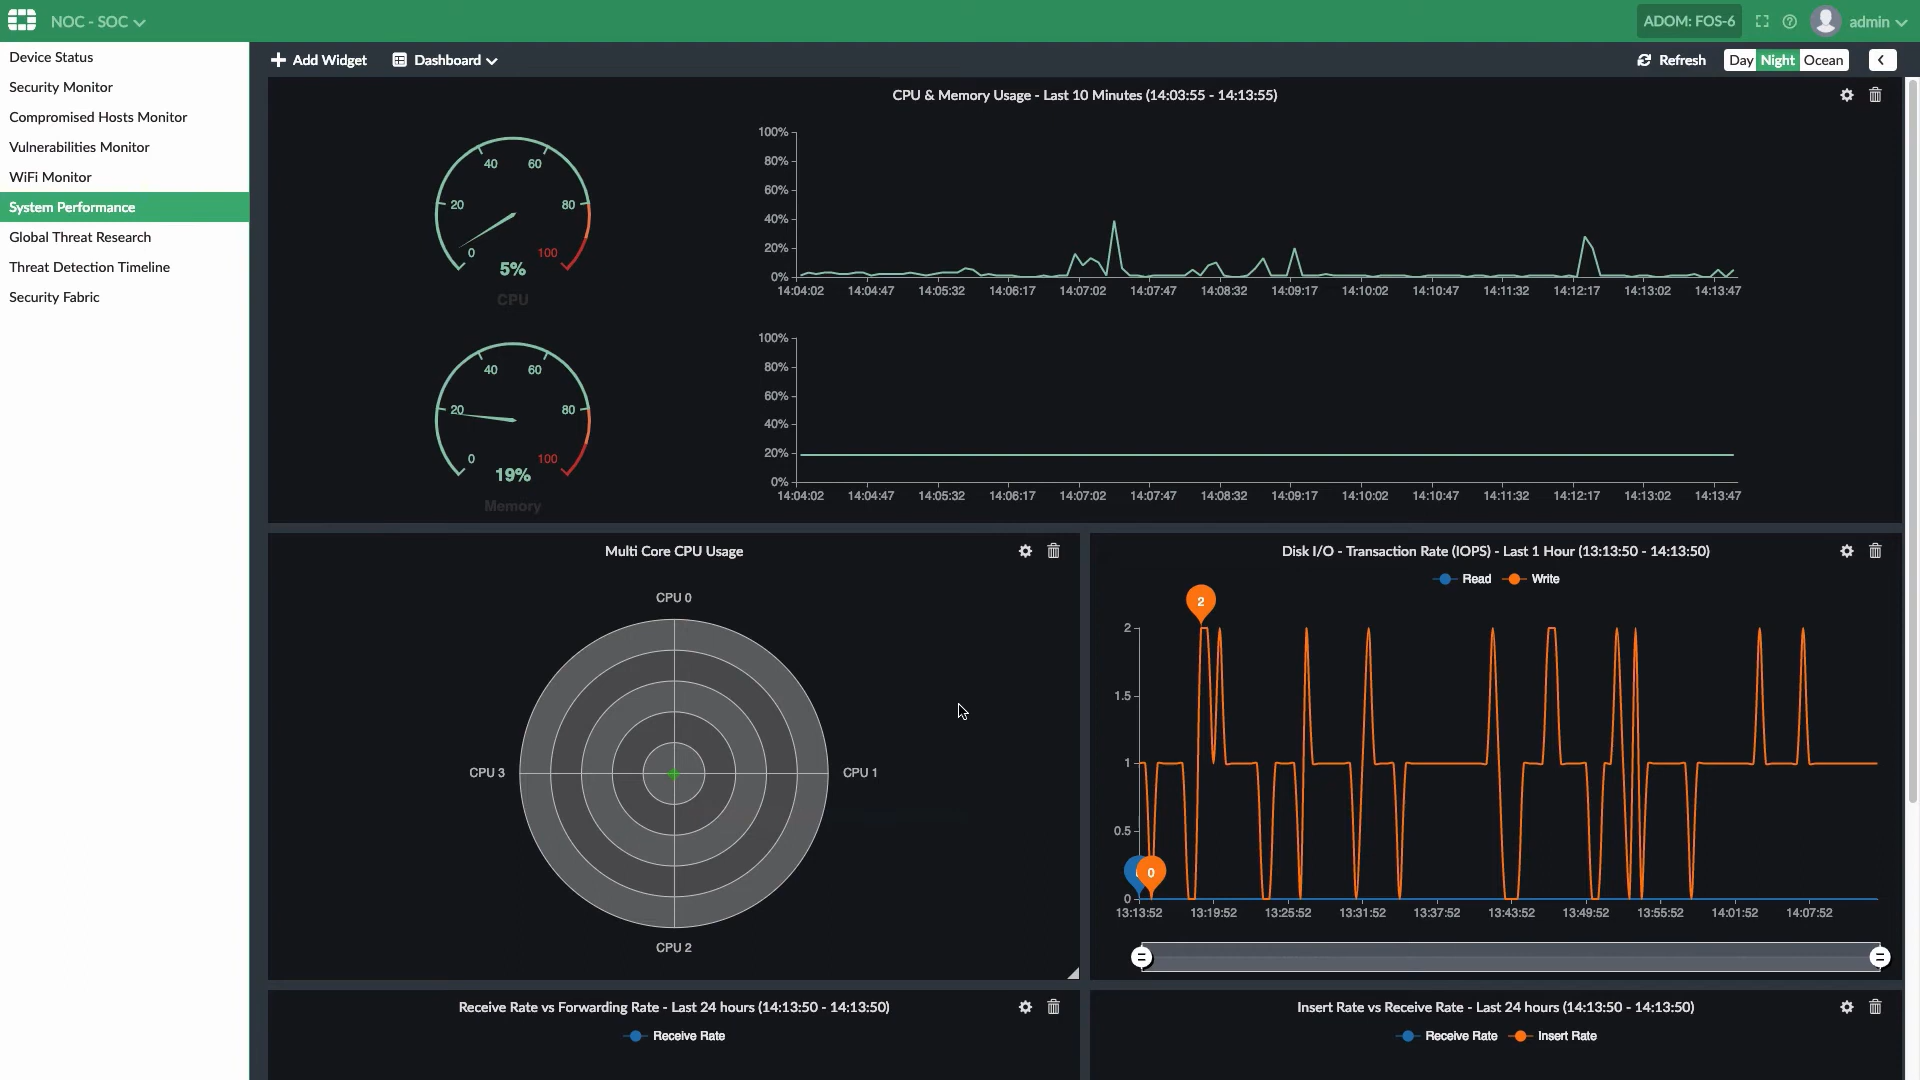 NOC - SOC
ADOM: FOS-6
admin
Device Status
Security Monitor
Compromised Hosts Monitor
Vulnerabilities Monitor
WiFi Monitor
System Performance
Global Threat Research
Threat Detection Timeline
Security Fabric
Add Widget
Dashboard
Refresh
Day Night Ocean
CPU & Memory Usage - Last 10 Minutes (14:03:55 - 14:13:55)
40 60
20 80
0 100
5%
CPU
100%
80%
60%
40%
20%
0%
14:04:02 14:04:47 14:05:32 14:06:17 14:07:02 14:07:47 14:08:32 14:09:17 14:10:02 14:10:47 14:11:32 14:12:17 14:13:02 14:13:47
40 60
20 80
0 100
19%
Memory
100%
80%
60%
40%
20%
0%
14:04:02 14:04:47 14:05:32 14:06:17 14:07:02 14:07:47 14:08:32 14:09:17 14:10:02 14:10:47 14:11:32 14:12:17 14:13:02 14:13:47
Multi Core CPU Usage
CPU 0
CPU 3
CPU 1
CPU 2
Disk I/O - Transaction Rate (IOPS) - Last 1 Hour (13:13:50 - 14:13:50)
Read Write
2
2
1.5
1
0.5
0
0
13:13:52 13:19:52 13:25:52 13:31:52 13:37:52 13:43:52 13:49:52 13:55:52 14:01:52 14:07:52
Receive Rate vs Forwarding Rate - Last 24 hours (14:13:50 - 14:13:50)
Receive Rate
Insert Rate vs Receive Rate - Last 24 hours (14:13:50 - 14:13:50)
Receive Rate Insert Rate